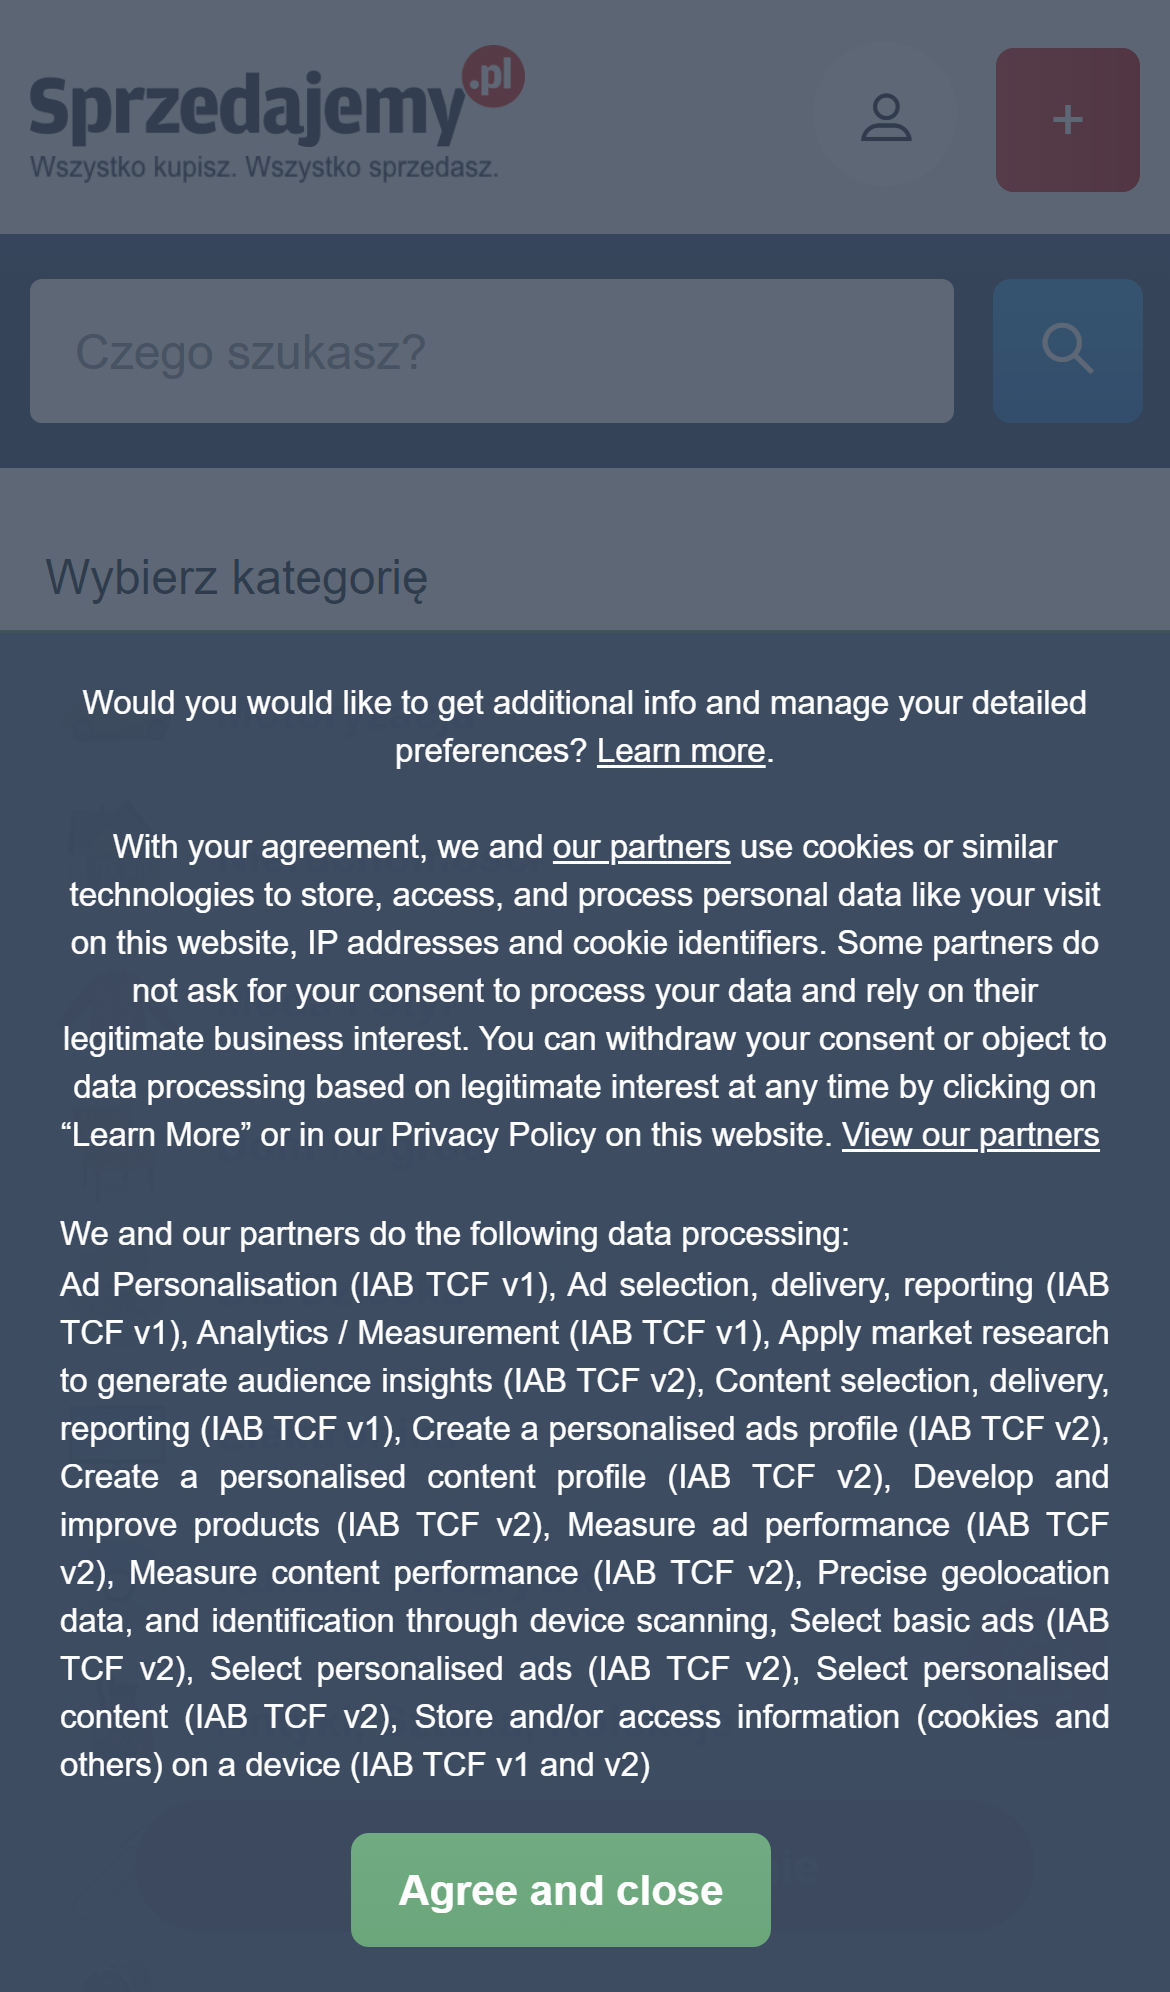 Sprzedajemy.pl
Wszystko kupisz. Wszystko sprzedasz.
+
Czego szukasz?
Wybierz kategorię
Would you would like to get additional info and manage your detailed
preferences? Learn more.
With your agreement, we and our partners use cookies or similar
technologies to store, access, and process personal data like your visit
on this website, IP addresses and cookie identifiers. Some partners do
not ask for your consent to process your data and rely on their
legitimate business interest. You can withdraw your consent or object to
data processing based on legitimate interest at any time by clicking on
“Learn More” or in our Privacy Policy on this website. View our partners
We and our partners do the following data processing:
Ad Personalisation (IAB TCF v1), Ad selection, delivery, reporting (IAB
TCF v1), Analytics / Measurement (IAB TCF v1), Apply market research
to generate audience insights (IAB TCF v2), Content selection, delivery,
reporting (IAB TCF v1), Create a personalised ads profile (IAB TCF v2),
Create a personalised content profile (IAB TCF v2), Develop and
improve products (IAB TCF v2), Measure ad performance (IAB TCF
v2), Measure content performance (IAB TCF v2), Precise geolocation
data, and identification through device scanning, Select basic ads (IAB
TCF v2), Select personalised ads (IAB TCF v2), Select personalised
content (IAB TCF v2), Store and/or access information (cookies and
others) on a device (IAB TCF v1 and v2)
Agree and close